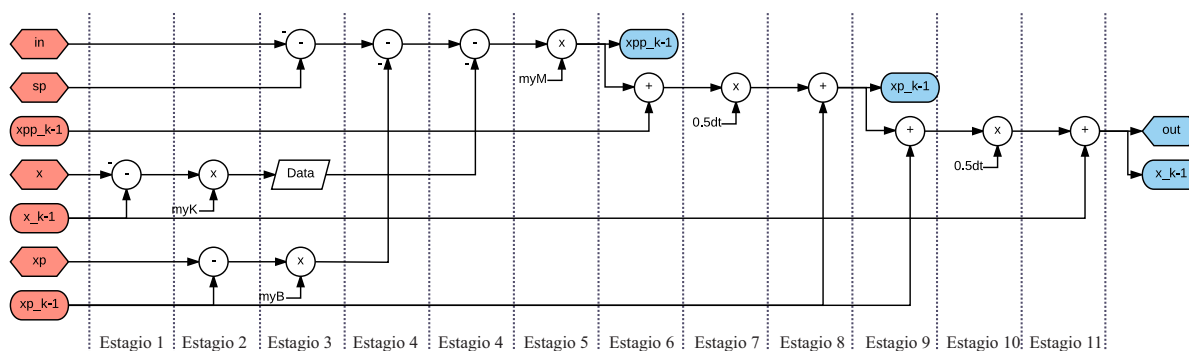 in
-
-
-
-
x
xpp_k-1
-
-
sp
myM
+
x
+
xp_k-1
xpp_k-1
0.5dt
+
x
+
out
-
x
-
x
Data
0.5dt
x_k-1
x_k-1
myK
xp
-
x
xp_k-1
myB
Estagio 1
Estagio 2
Estagio 3
Estagio 4
Estagio 4
Estagio 5
Estagio 6
Estagio 7
Estagio 8
Estagio 9
Estagio 10
Estagio 11